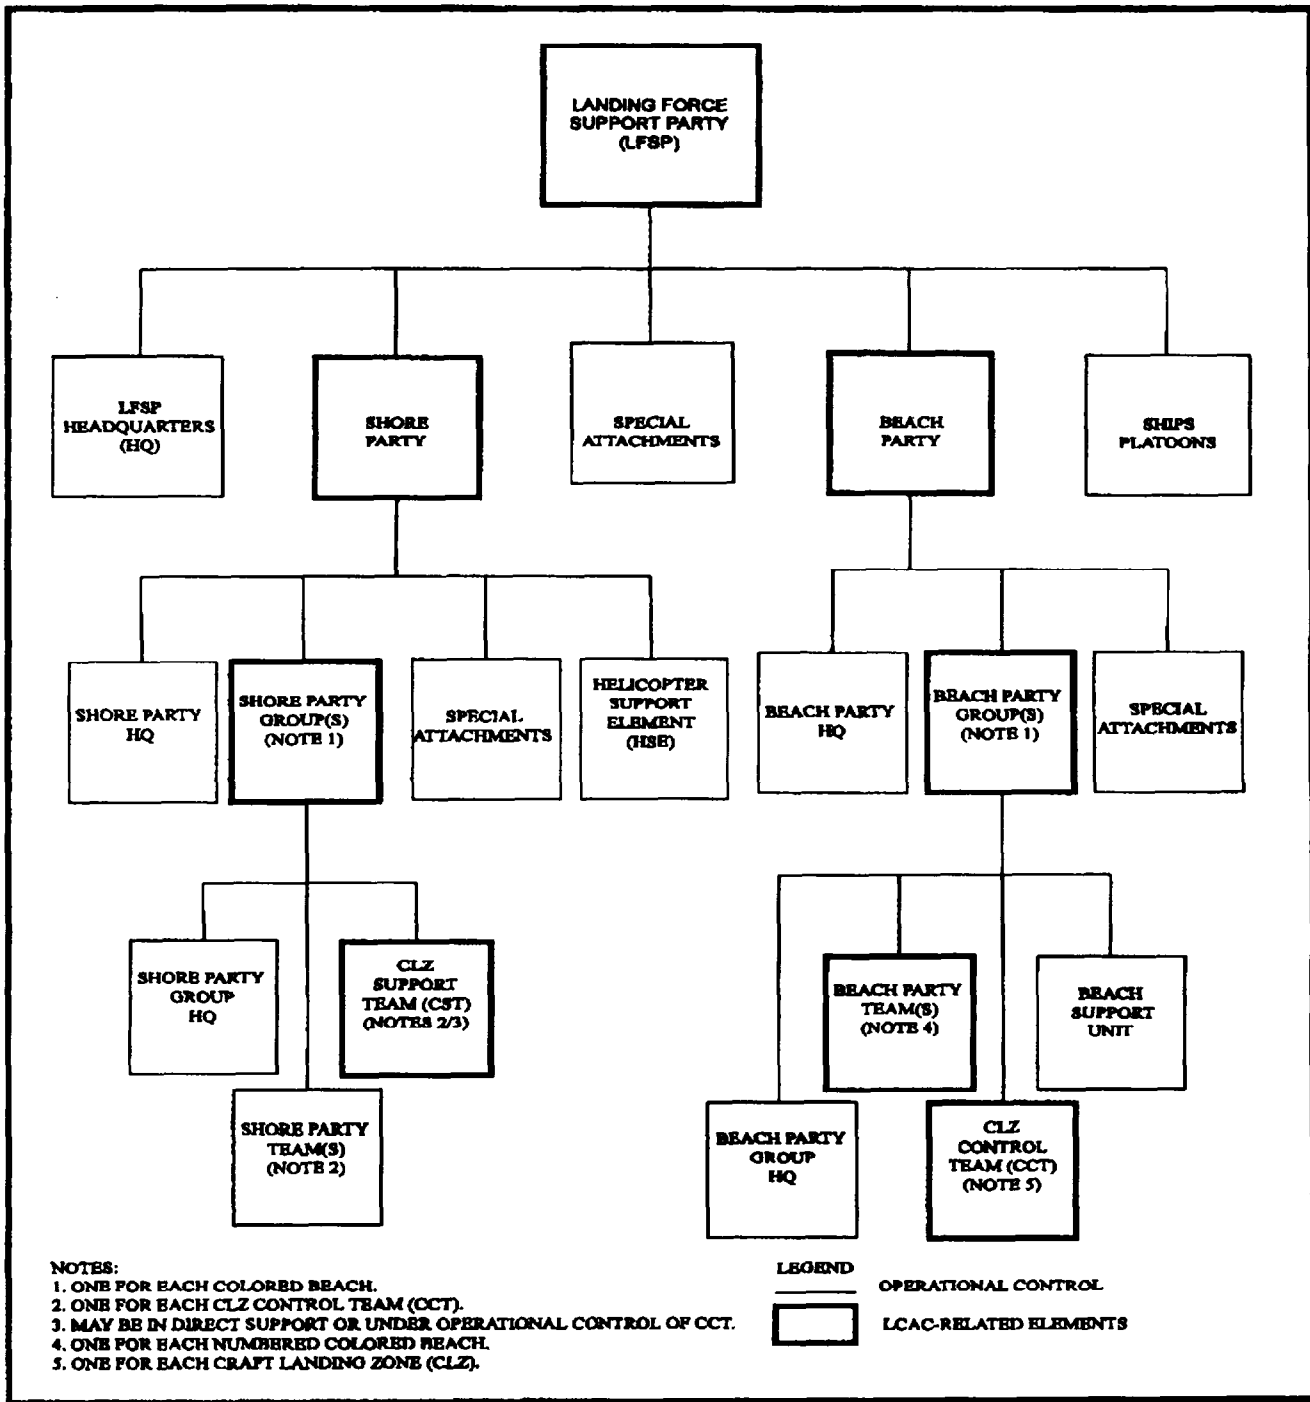 LANDING FORCE
SUPPORT PARTY
(LFSP)
LFSP
HEADQUARTERS
(HQ)
SHORE
PARTY
SPECIAL
ATTACHMENTS
BEACH
PARTY
SHIPS
PLATOONS
SHORE PARTY
HQ
SHORE PARTY
GROUP(S)
(NOTE 1)
SPECIAL
ATTACHMENTS
HELICOPTER
SUPPORT
ELEMENT
(HSE)
BEACH PARTY
HQ
BEACH PARTY
GROUP(S)
(NOTE 1)
SPECIAL
ATTACHMENTS
SHORE PARTY
GROUP
HQ
CLZ
SUPPORT
TEAM (CST)
(NOTES 2/3)
BEACH PARTY
TEAM(S)
(NOTE 4)
BEACH
SUPPORT
UNIT
SHORE PARTY
TEAM(S)
(NOTE 2)
BEACH PARTY
GROUP
HQ
CLZ
CONTROL
TEAM (CCT)
(NOTE 5)
NOTES:
1. ONE FOR EACH COLORED BEACH.
2. ONE FOR EACH CLZ CONTROL TEAM (CCT).
3. MAY BE IN DIRECT SUPPORT OR UNDER OPERATIONAL CONTROL OF CCT.
4. ONE FOR EACH NUMBERED COLORED BEACH.
5. ONE FOR EACH CRAFT LANDING ZONE (CLZ).
LEGEND
OPERATIONAL CONTROL
LCAC-RELATED ELEMENTS